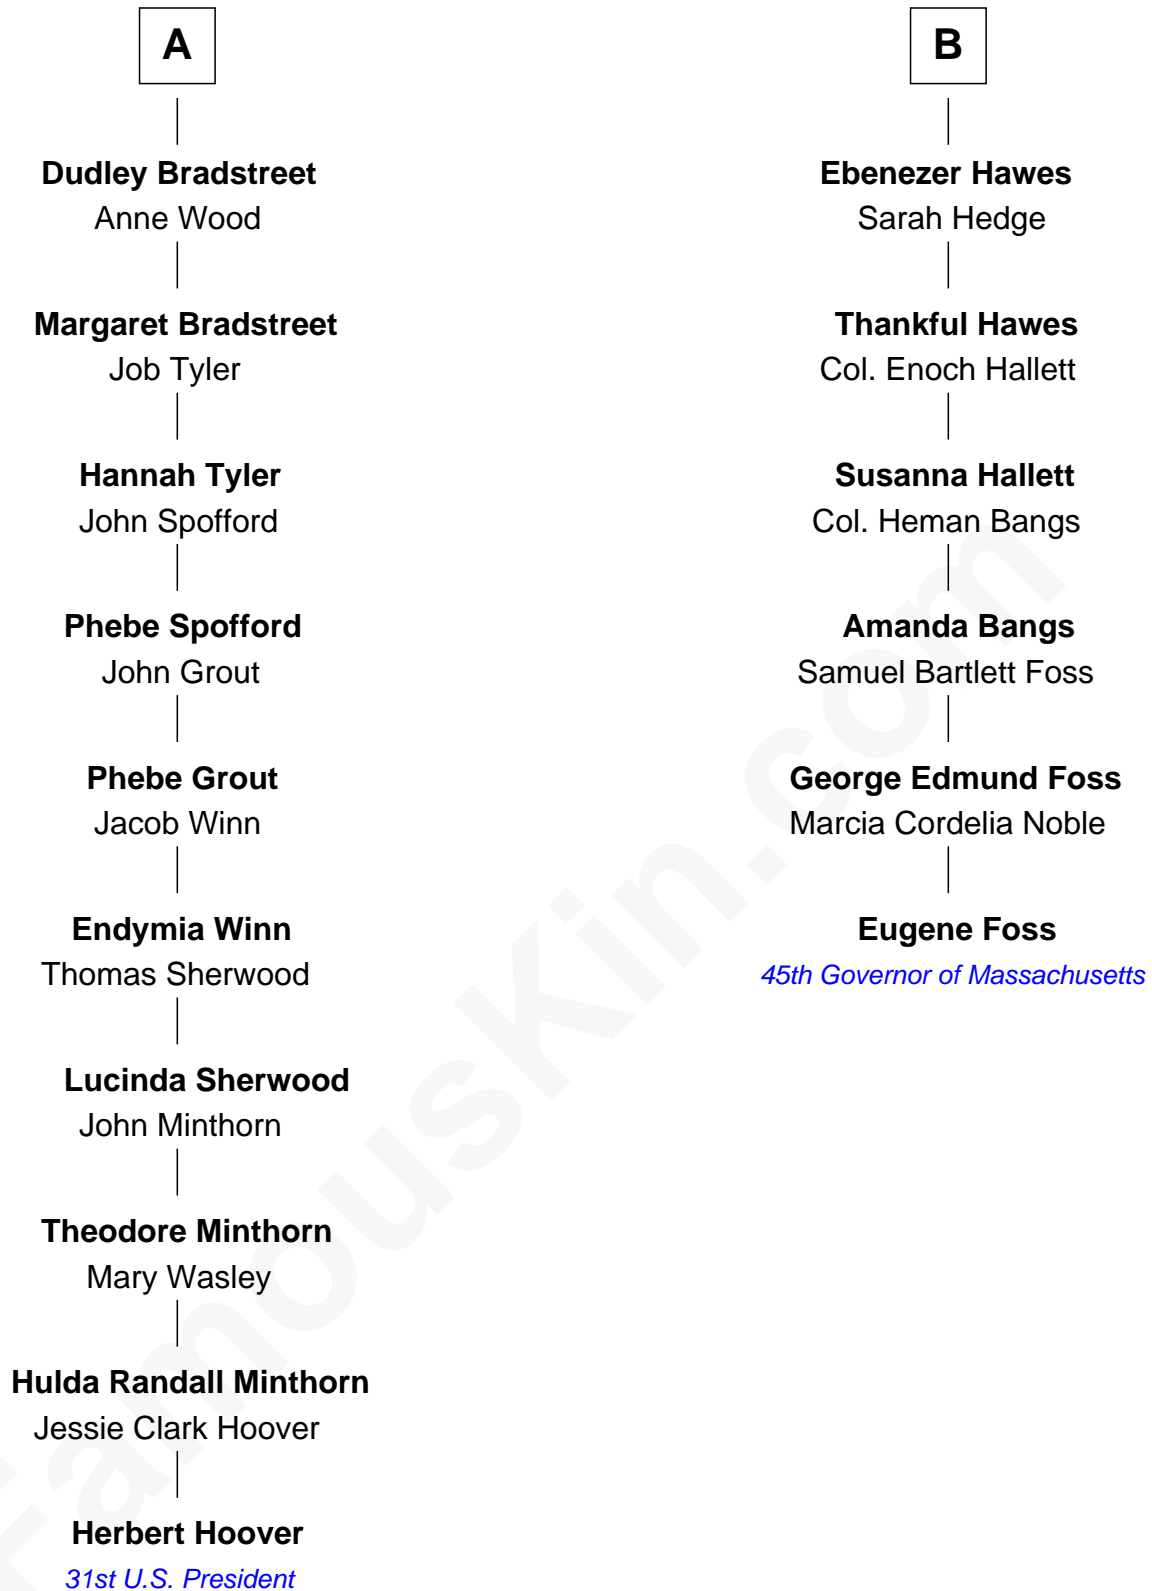 A
Dudley Bradstreet
Anne Wood
Margaret Bradstreet
Job Tyler
Hannah Tyler
John Spofford
Phebe Spofford
John Grout
Phebe Grout
Jacob Winn
Endymia Winn
Thomas Sherwood
Lucinda Sherwood
John Minthorn
Theodore Minthorn
Mary Wasley
Hulda Randall Minthorn
Jessie Clark Hoover
Herbert Hoover
31st U.S. President
B
Ebenezer Hawes
Sarah Hedge
Thankful Hawes
Col. Enoch Hallett
Susanna Hallett
Col. Heman Bangs
Amanda Bangs
Samuel Bartlett Foss
George Edmund Foss
Marcia Cordelia Noble
Eugene Foss
45th Governor of Massachusetts
FamousKin.com